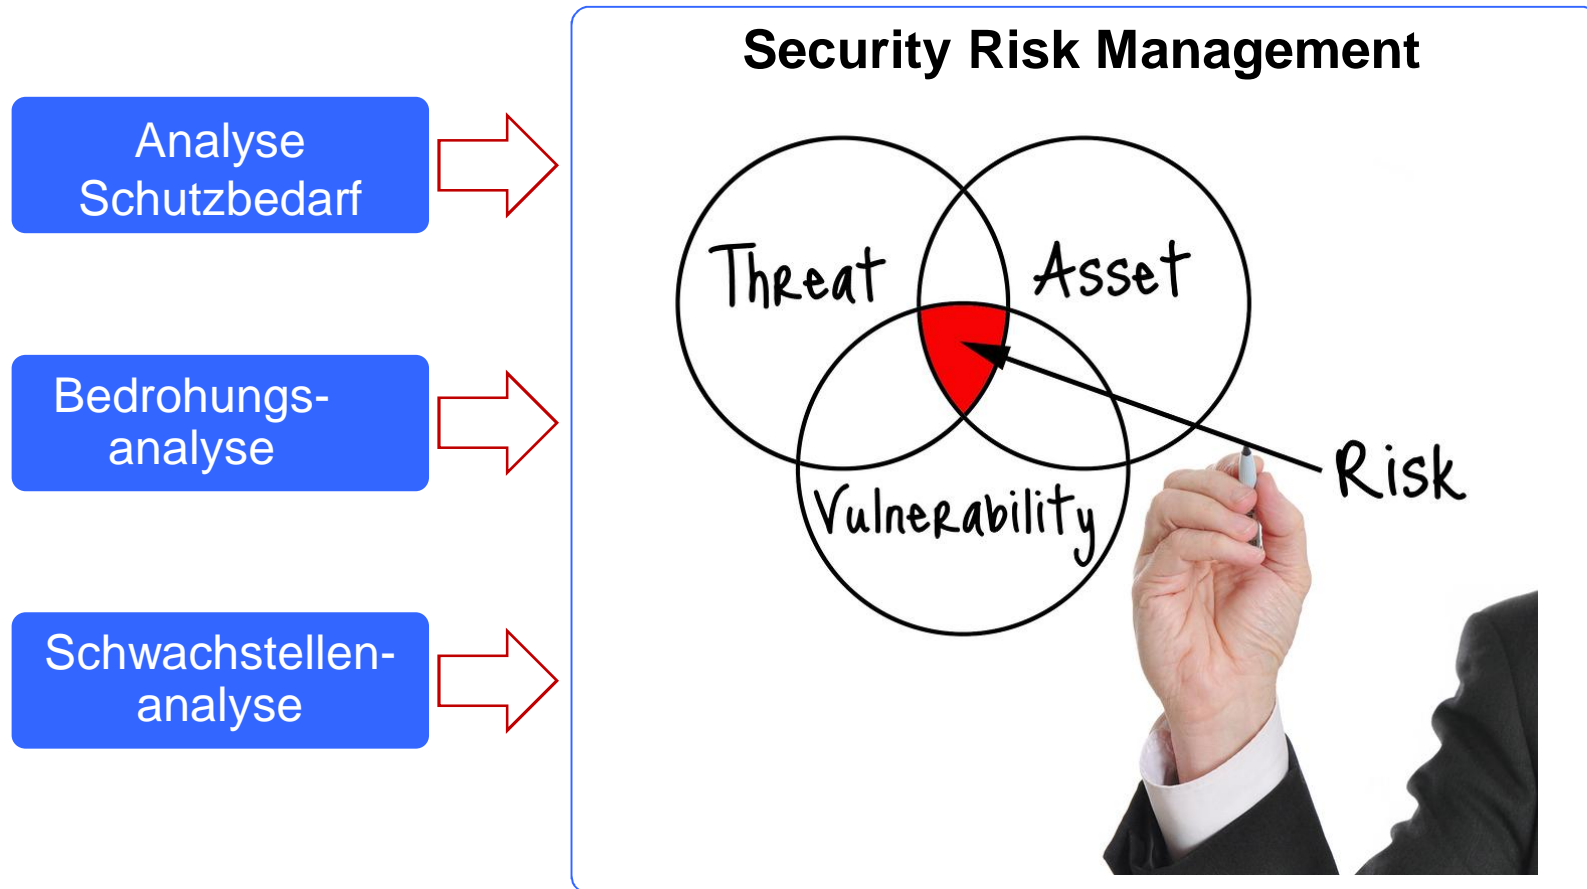 Security Risk Management
Analyse
Schutzbedarf
Bedrohungs-
analyse
Schwachstellen-
analyse
Threat
Asset
Vulnerability
Risk